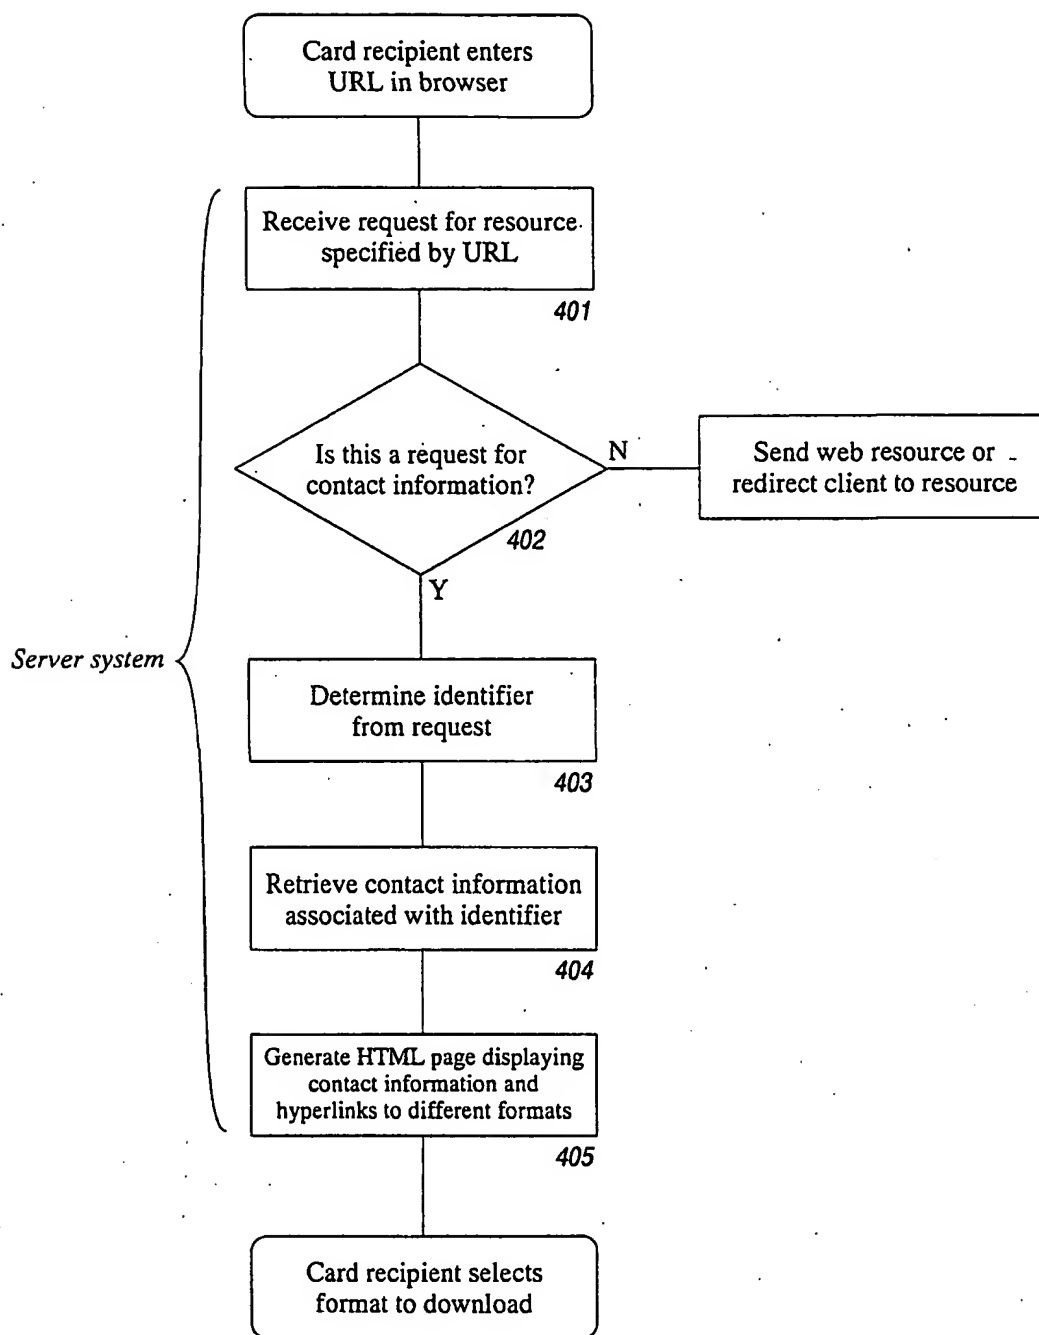 Card recipient enters
URL in browser
Receive request for resource
specified by URL
401
Is this a request for
contact information?
402
N
Send web resource or
redirect client to resource
Y
Server system
Determine identifier
from request
403
Retrieve contact information
associated with identifier
404
Generate HTML page displaying
contact information and
hyperlinks to different formats
405
Card recipient selects
format to download